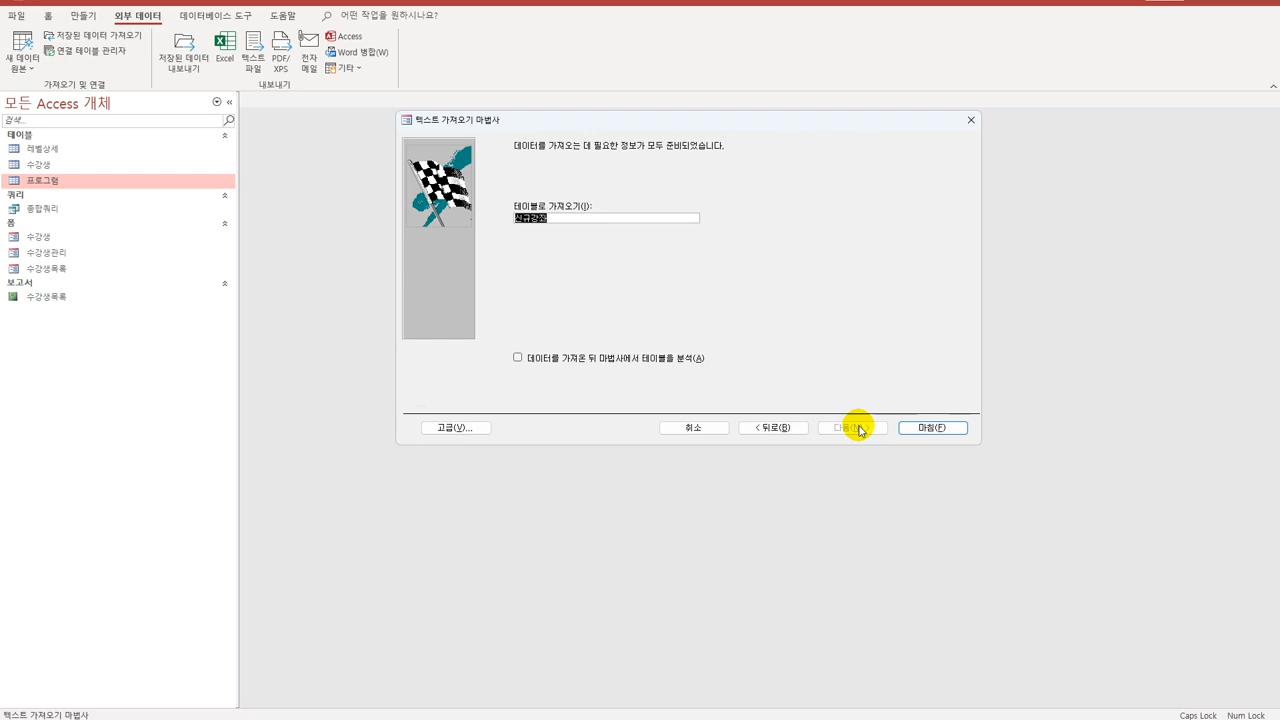 파일 홈 만들기 외부 데이터 데이터베이스 도구 도움말 어떤 작업을 원하시나요?
새 데이터 원본
저장된 데이터 가져오기
연결 테이블 관리자
가져오기 및 연결
저장된 데이터 내보내기
Excel
텍스트 파일
PDF/ XPS
전자 메일
Access
Word 병합(W)
기타
내보내기
모든 Access 개체
검색...
테이블
레벨상세
수강생
프로그램
쿼리
종합쿼리
폼
수강생
수강생관리
수강생목록
보고서
수강생목록
텍스트 가져오기 마법사
데이터를 가져오는 데 필요한 정보가 모두 준비되었습니다.
테이블로 가져오기(I):
신규강좌
데이터를 가져온 뒤 마법사에서 테이블을 분석(A)
고급(V)... 취소 < 뒤로(B) 다음(N) > 마침(F)
텍스트 가져오기 마법사 Caps Lock Num Lock